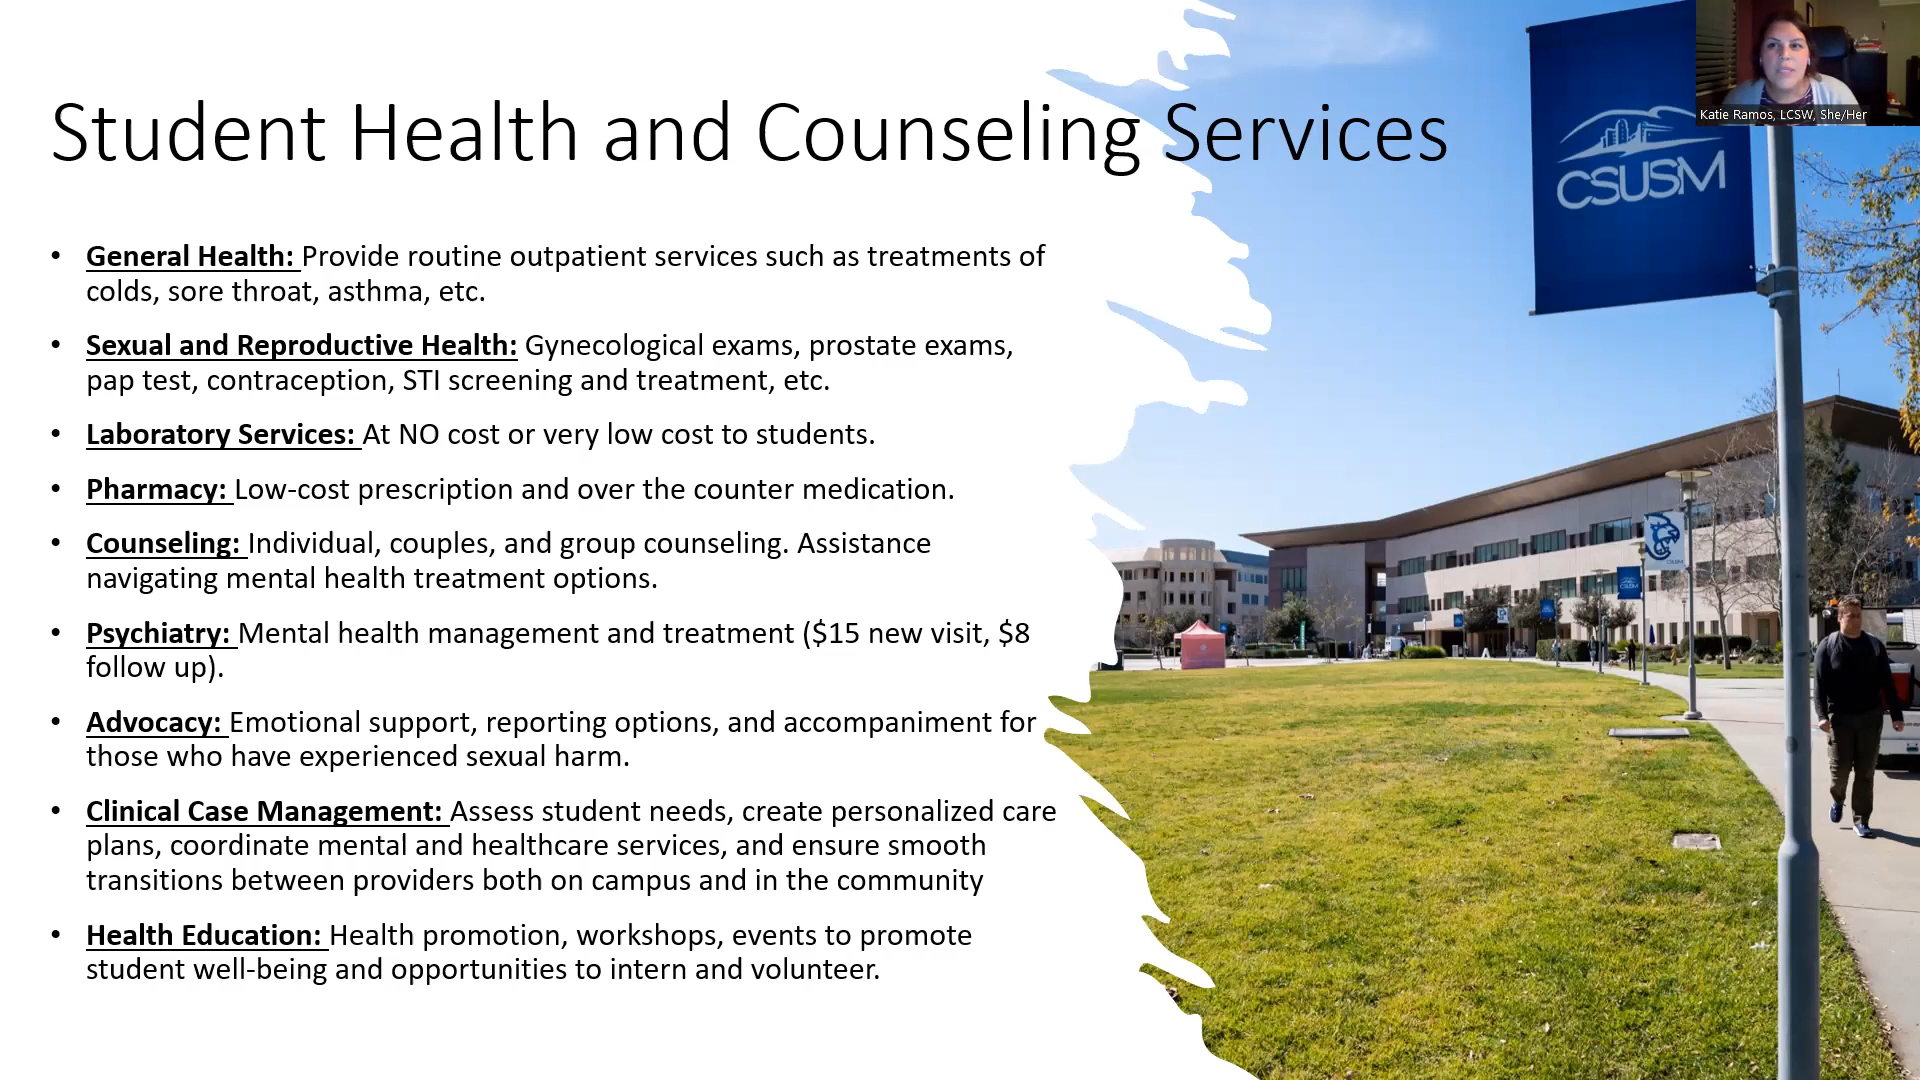 Student Health and Counseling Services
• General Health: Provide routine outpatient services such as treatments of
colds, sore throat, asthma, etc.
• Sexual and Reproductive Health: Gynecological exams, prostate exams,
pap test, contraception, STI screening and treatment, etc.
• Laboratory Services: At NO cost or very low cost to students.
• Pharmacy: Low-cost prescription and over the counter medication.
• Counseling: Individual, couples, and group counseling. Assistance
navigating mental health treatment options.
• Psychiatry: Mental health management and treatment ($15 new visit, $8
follow up).
• Advocacy: Emotional support, reporting options, and accompaniment for
those who have experienced sexual harm.
• Clinical Case Management: Assess student needs, create personalized care
plans, coordinate mental and healthcare services, and ensure smooth
transitions between providers both on campus and in the community
• Health Education: Health promotion, workshops, events to promote
student well-being and opportunities to intern and volunteer.
CSUSM
Katie Ramos, LCSW, She/Her